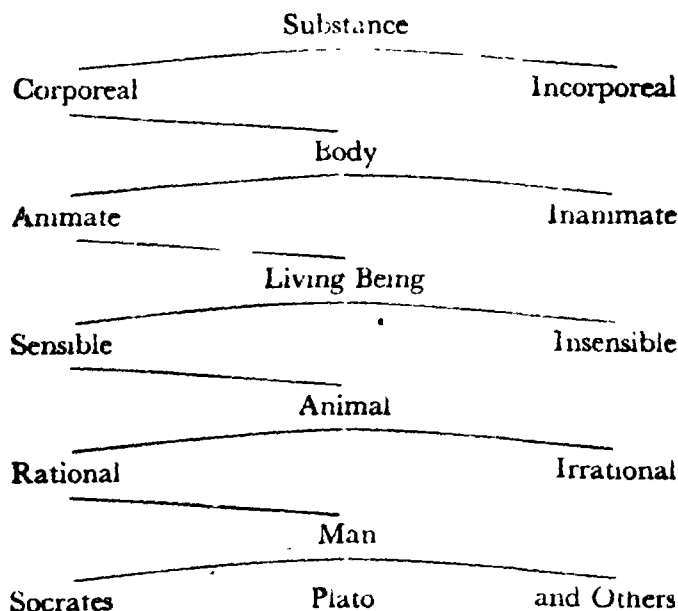 Substance
Corporeal Incorporeal
Body
Animate Inanimate
Living Being
Sensible Insensible
Animal
Rational Irrational
Man
Socrates Plato and Others